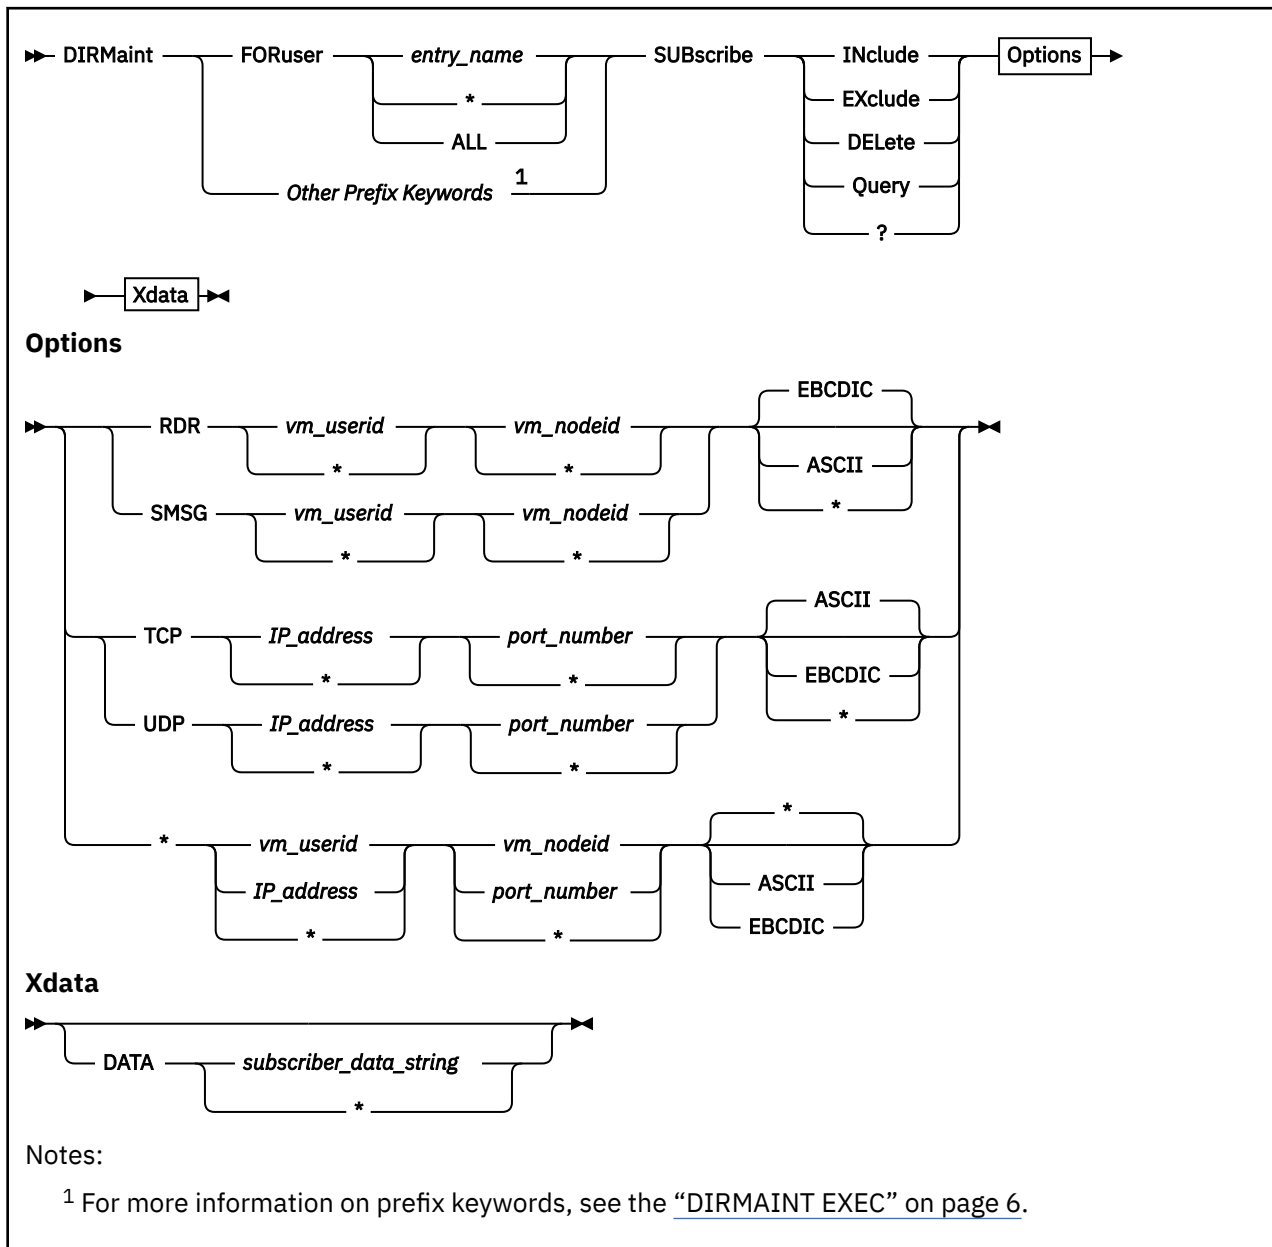 DIRMaint FORuser entry_name SUBscribe INclude Options
* EXclude
ALL DELete
Other Prefix Keywords 1 Query
?
Xdata
Options
EBCDIC
RDR vm_userid vm_nodeid
* * ASCII
SMSG vm_userid vm_nodeid *
* *
ASCII
TCP IP_address port_number
* * EBCDIC
UDP IP_address port_number *
* *
*
* vm_userid vm_nodeid
IP_address port_number ASCII
* * EBCDIC
Xdata
DATA subscriber_data_string
*
Notes:
1 For more information on prefix keywords, see the “DIRMAINT EXEC” on page 6.